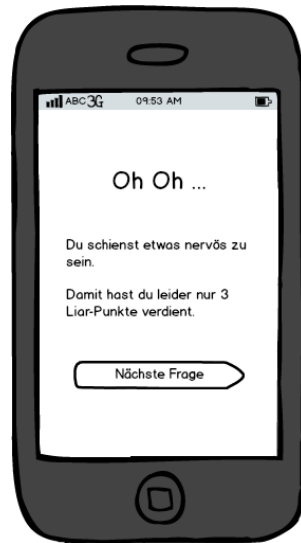 ABC 3G 09:53 AM
Oh Oh ...
Du schienst etwas nervös zu
sein.
Damit hast du leider nur 3
Liar-Punkte verdient.
Nächste Frage